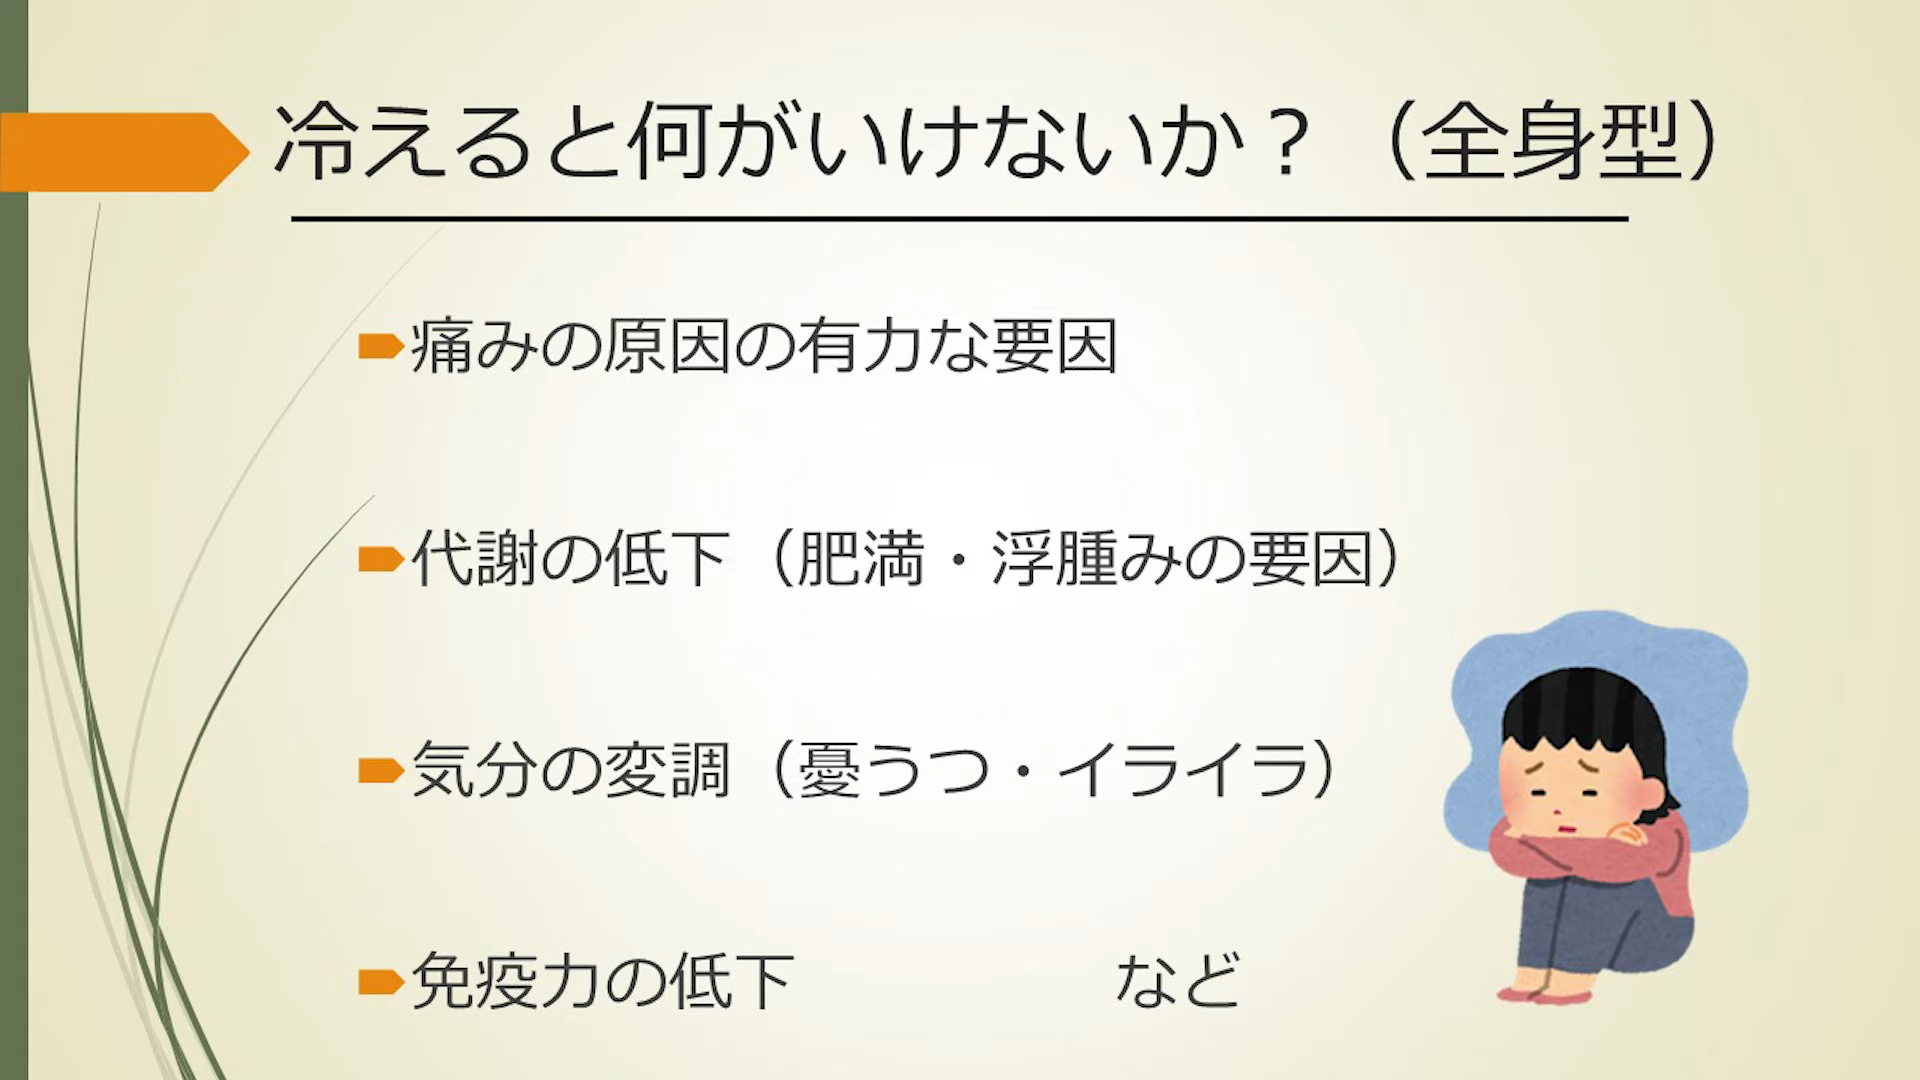 冷えると何がいけないか？（全身型）
痛みの原因の有力な要因
代謝の低下（肥満・浮腫みの要因）
気分の変調（憂うつ・イライラ）
免疫力の低下　　　　　など